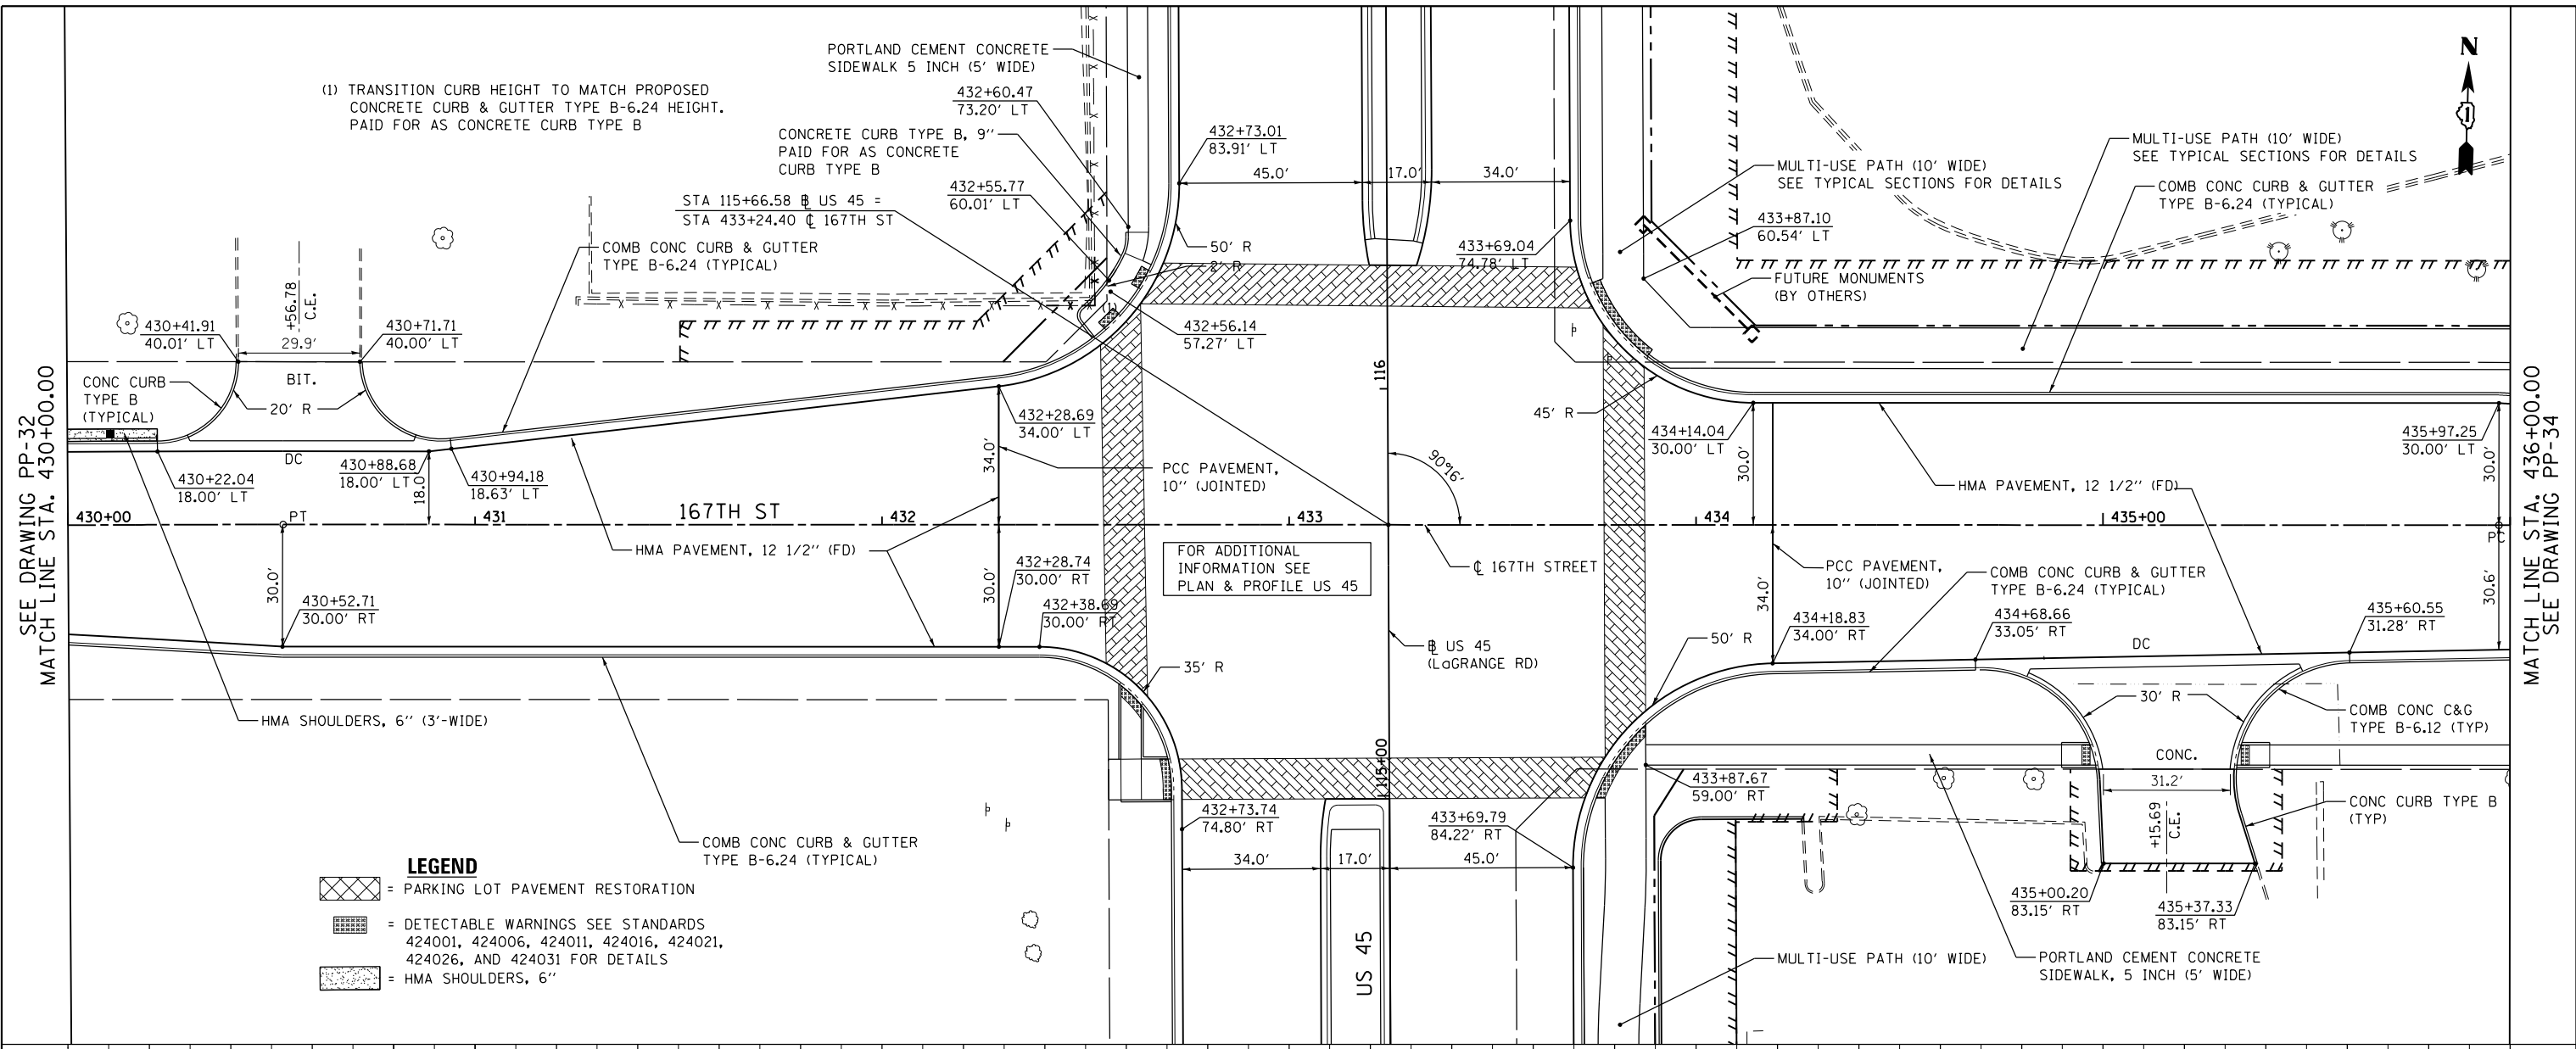 SEE DRAWING PP-32
MATCH LINE STA. 430+00.00
(1) TRANSITION CURB HEIGHT TO MATCH PROPOSED
CONCRETE CURB & GUTTER TYPE B-6.24 HEIGHT.
PAID FOR AS CONCRETE CURB TYPE B
PORTLAND CEMENT CONCRETE
SIDEWALK 5 INCH (5' WIDE)
432+60.47
73.20' LT
CONCRETE CURB TYPE B, 9"
PAID FOR AS CONCRETE
CURB TYPE B
432+55.77
60.01' LT
STA 115+66.58 ℄ US 45 =
STA 433+24.40 ℄ 167TH ST
COMB CONC CURB & GUTTER
TYPE B-6.24 (TYPICAL)
432+73.01
83.91' LT
45.0'
17.0'
34.0'
50' R
2' R
(1)
432+56.14
57.27' LT
433+69.04
74.78' LT
MULTI-USE PATH (10' WIDE)
SEE TYPICAL SECTIONS FOR DETAILS
433+87.10
60.54' LT
FUTURE MONUMENTS
(BY OTHERS)
MULTI-USE PATH (10' WIDE)
SEE TYPICAL SECTIONS FOR DETAILS
COMB CONC CURB & GUTTER
TYPE B-6.24 (TYPICAL)
N
1
+56.78
C.E.
430+41.91
40.01' LT
29.9'
430+71.71
40.00' LT
BIT.
CONC CURB
TYPE B
(TYPICAL)
20' R
DC
430+22.04
18.00' LT
430+88.68
18.00' LT
18.0'
430+94.18
18.63' LT
432+28.69
34.00' LT
34.0'
PCC PAVEMENT,
10" (JOINTED)
116
90°16'
45' R
434+14.04
30.00' LT
30.0'
435+97.25
30.00' LT
30.0'
HMA PAVEMENT, 12 1/2" (FD)
430+00
PT
431
167TH ST
432
433
434
435+00
PC
HMA PAVEMENT, 12 1/2" (FD)
30.0'
430+52.71
30.00' RT
30.0'
432+28.74
30.00' RT
432+38.69
30.00' RT
FOR ADDITIONAL
INFORMATION SEE
PLAN & PROFILE US 45
℄ 167TH STREET
PCC PAVEMENT,
10" (JOINTED)
34.0'
COMB CONC CURB & GUTTER
TYPE B-6.24 (TYPICAL)
434+18.83
34.00' RT
434+68.66
33.05' RT
435+60.55
31.28' RT
30.6'
DC
℄ US 45
(LaGRANGE RD)
50' R
35' R
HMA SHOULDERS, 6" (3'-WIDE)
30' R
COMB CONC C&G
TYPE B-6.12 (TYP)
CONC.
31.2'
+15.69
C.E.
CONC CURB TYPE B
(TYP)
115+00
433+87.67
59.00' RT
432+73.74
74.80' RT
433+69.79
84.22' RT
34.0'
17.0'
45.0'
COMB CONC CURB & GUTTER
TYPE B-6.24 (TYPICAL)
435+00.20
83.15' RT
435+37.33
83.15' RT
US 45
MULTI-USE PATH (10' WIDE)
PORTLAND CEMENT CONCRETE
SIDEWALK, 5 INCH (5' WIDE)
LEGEND
= PARKING LOT PAVEMENT RESTORATION
= DETECTABLE WARNINGS SEE STANDARDS
424001, 424006, 424011, 424016, 424021,
424026, AND 424031 FOR DETAILS
= HMA SHOULDERS, 6"
MATCH LINE STA. 436+00.00
SEE DRAWING PP-34